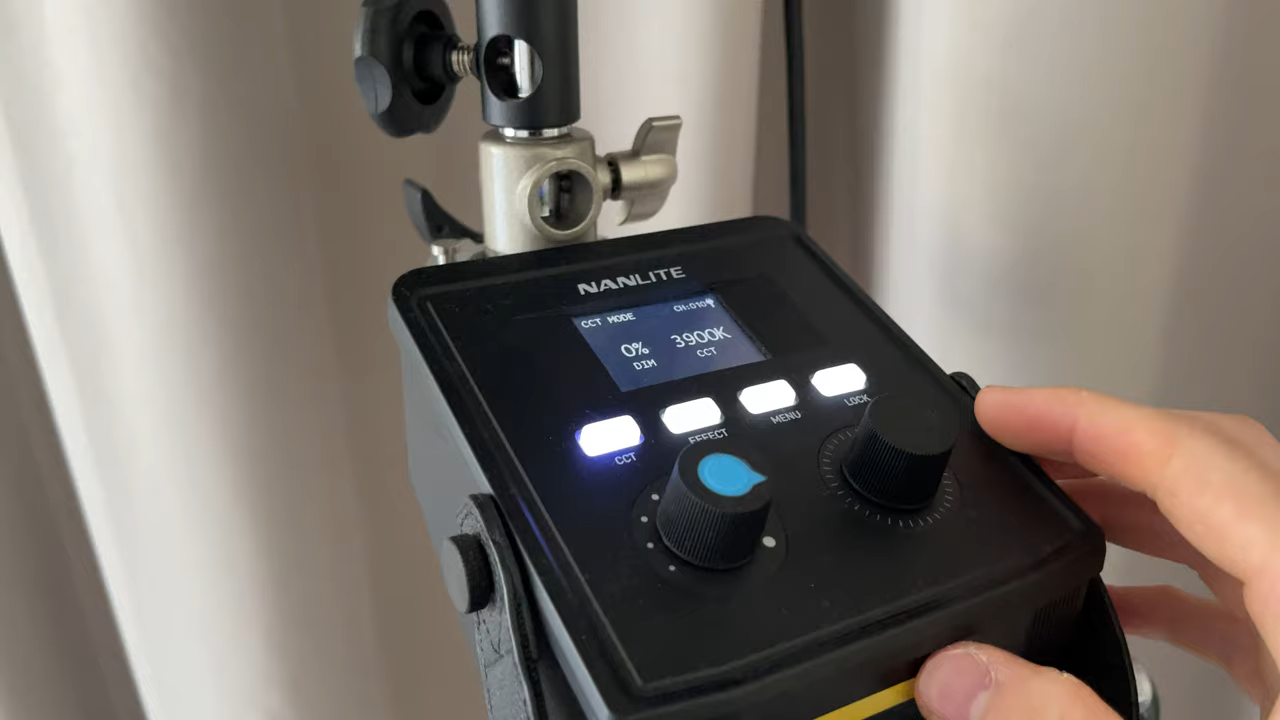 NANLITE
CCT MODE
CH:010
0%
DIM
3900K
CCT
CCT
EFFECT
MENU
LOCK